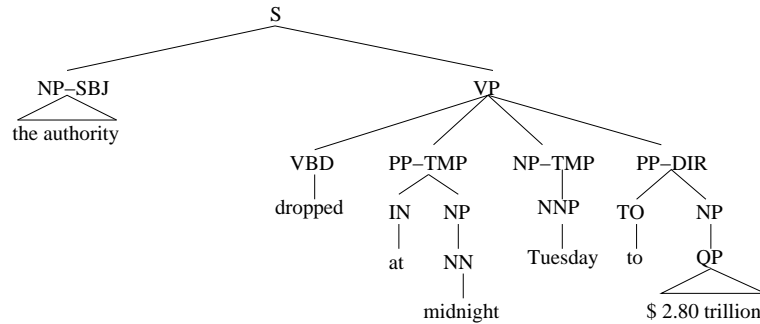 S
NP–SBJ VP
the authority
VBD PP–TMP NP–TMP PP–DIR
dropped IN NP NNP TO NP
at NN Tuesday to QP
midnight $ 2.80 trillion